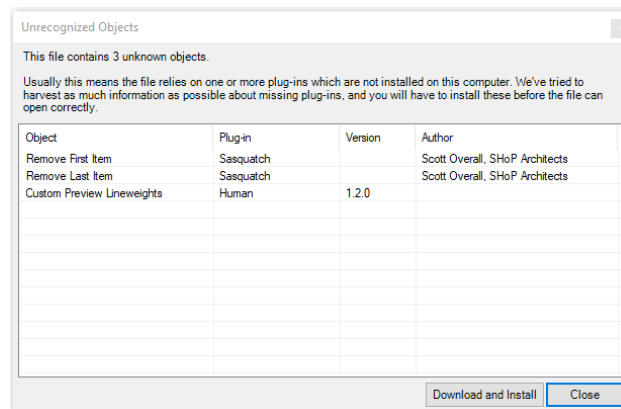 Unrecognized Objects
This file contains 3 unknown objects.
Usually this means the file relies on one or more plug-ins which are not installed on this computer. We've tried to
harvest as much information as possible about missing plug-ins, and you will have to install these before the file can
open correctly.
Object Plug-in Version Author
Remove First Item Sasquatch Scott Overall, SHoP Architects
Remove Last Item Sasquatch Scott Overall, SHoP Architects
Custom Preview Lineweights Human 1.2.0
Download and Install Close